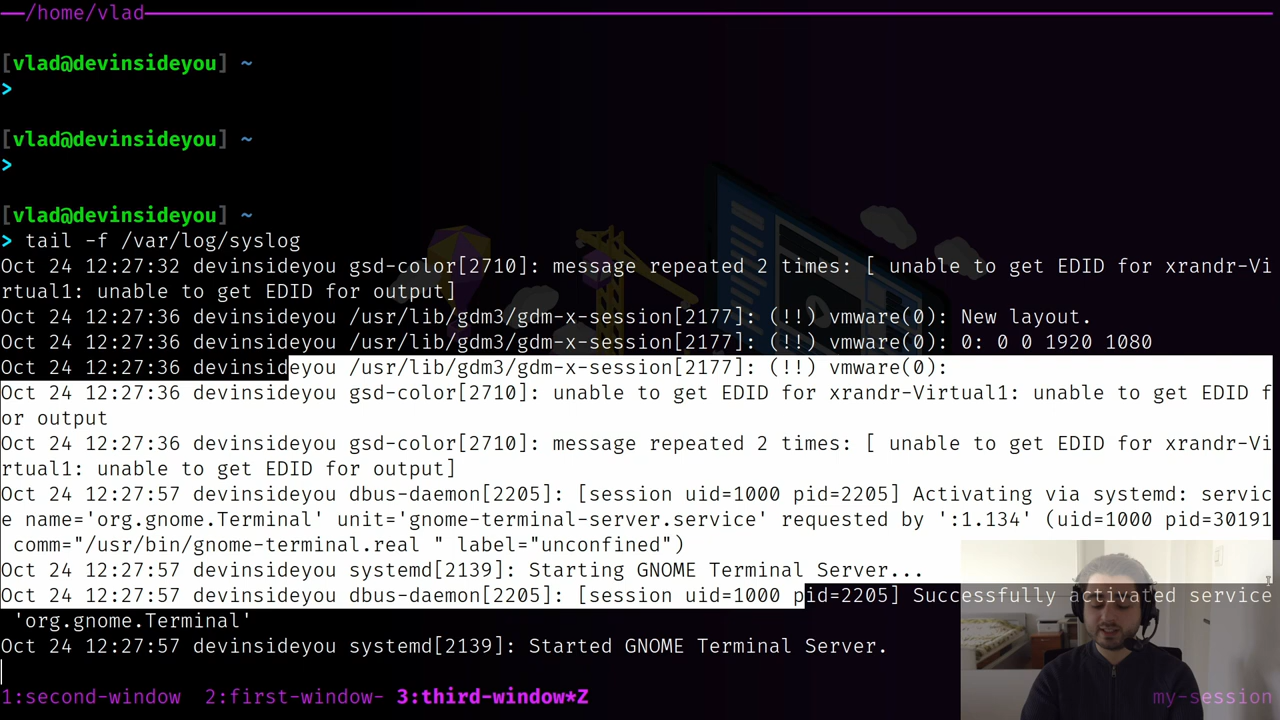 /home/vlad
[vlad@devinsideyou] ~
>
[vlad@devinsideyou] ~
>
[vlad@devinsideyou] ~
> tail -f /var/log/syslog
Oct 24 12:27:32 devinsideyou gsd-color[2710]: message repeated 2 times: [ unable to get EDID for xrandr-Vi
rtual1: unable to get EDID for output]
Oct 24 12:27:36 devinsideyou /usr/lib/gdm3/gdm-x-session[2177]: (!!) vmware(0): New layout.
Oct 24 12:27:36 devinsideyou /usr/lib/gdm3/gdm-x-session[2177]: (!!) vmware(0): 0: 0 0 1920 1080
Oct 24 12:27:36 devinsideyou /usr/lib/gdm3/gdm-x-session[2177]: (!!) vmware(0):
Oct 24 12:27:36 devinsideyou gsd-color[2710]: unable to get EDID for xrandr-Virtual1: unable to get EDID f
or output
Oct 24 12:27:36 devinsideyou gsd-color[2710]: message repeated 2 times: [ unable to get EDID for xrandr-Vi
rtual1: unable to get EDID for output]
Oct 24 12:27:57 devinsideyou dbus-daemon[2205]: [session uid=1000 pid=2205] Activating via systemd: servic
e name='org.gnome.Terminal' unit='gnome-terminal-server.service' requested by ':1.134' (uid=1000 pid=30191
 comm="/usr/bin/gnome-terminal.real " label="unconfined")
Oct 24 12:27:57 devinsideyou systemd[2139]: Starting GNOME Terminal Server...
Oct 24 12:27:57 devinsideyou dbus-daemon[2205]: [session uid=1000 pid=2205] Successfully activated service
 'org.gnome.Terminal'
Oct 24 12:27:57 devinsideyou systemd[2139]: Started GNOME Terminal Server.
1:second-window 2:first-window- 3:third-window*Z my-session